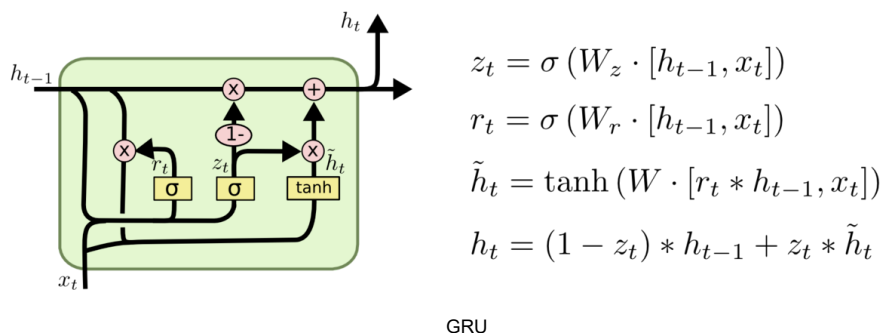 h_t
h_{t-1}
x
+
1-
x
r_t
z_t
x
h̃_t
σ
σ
tanh
x_t
z_t = σ (W_z · [h_{t-1}, x_t])
r_t = σ (W_r · [h_{t-1}, x_t])
h̃_t = tanh (W · [r_t * h_{t-1}, x_t])
h_t = (1 − z_t) * h_{t-1} + z_t * h̃_t
GRU